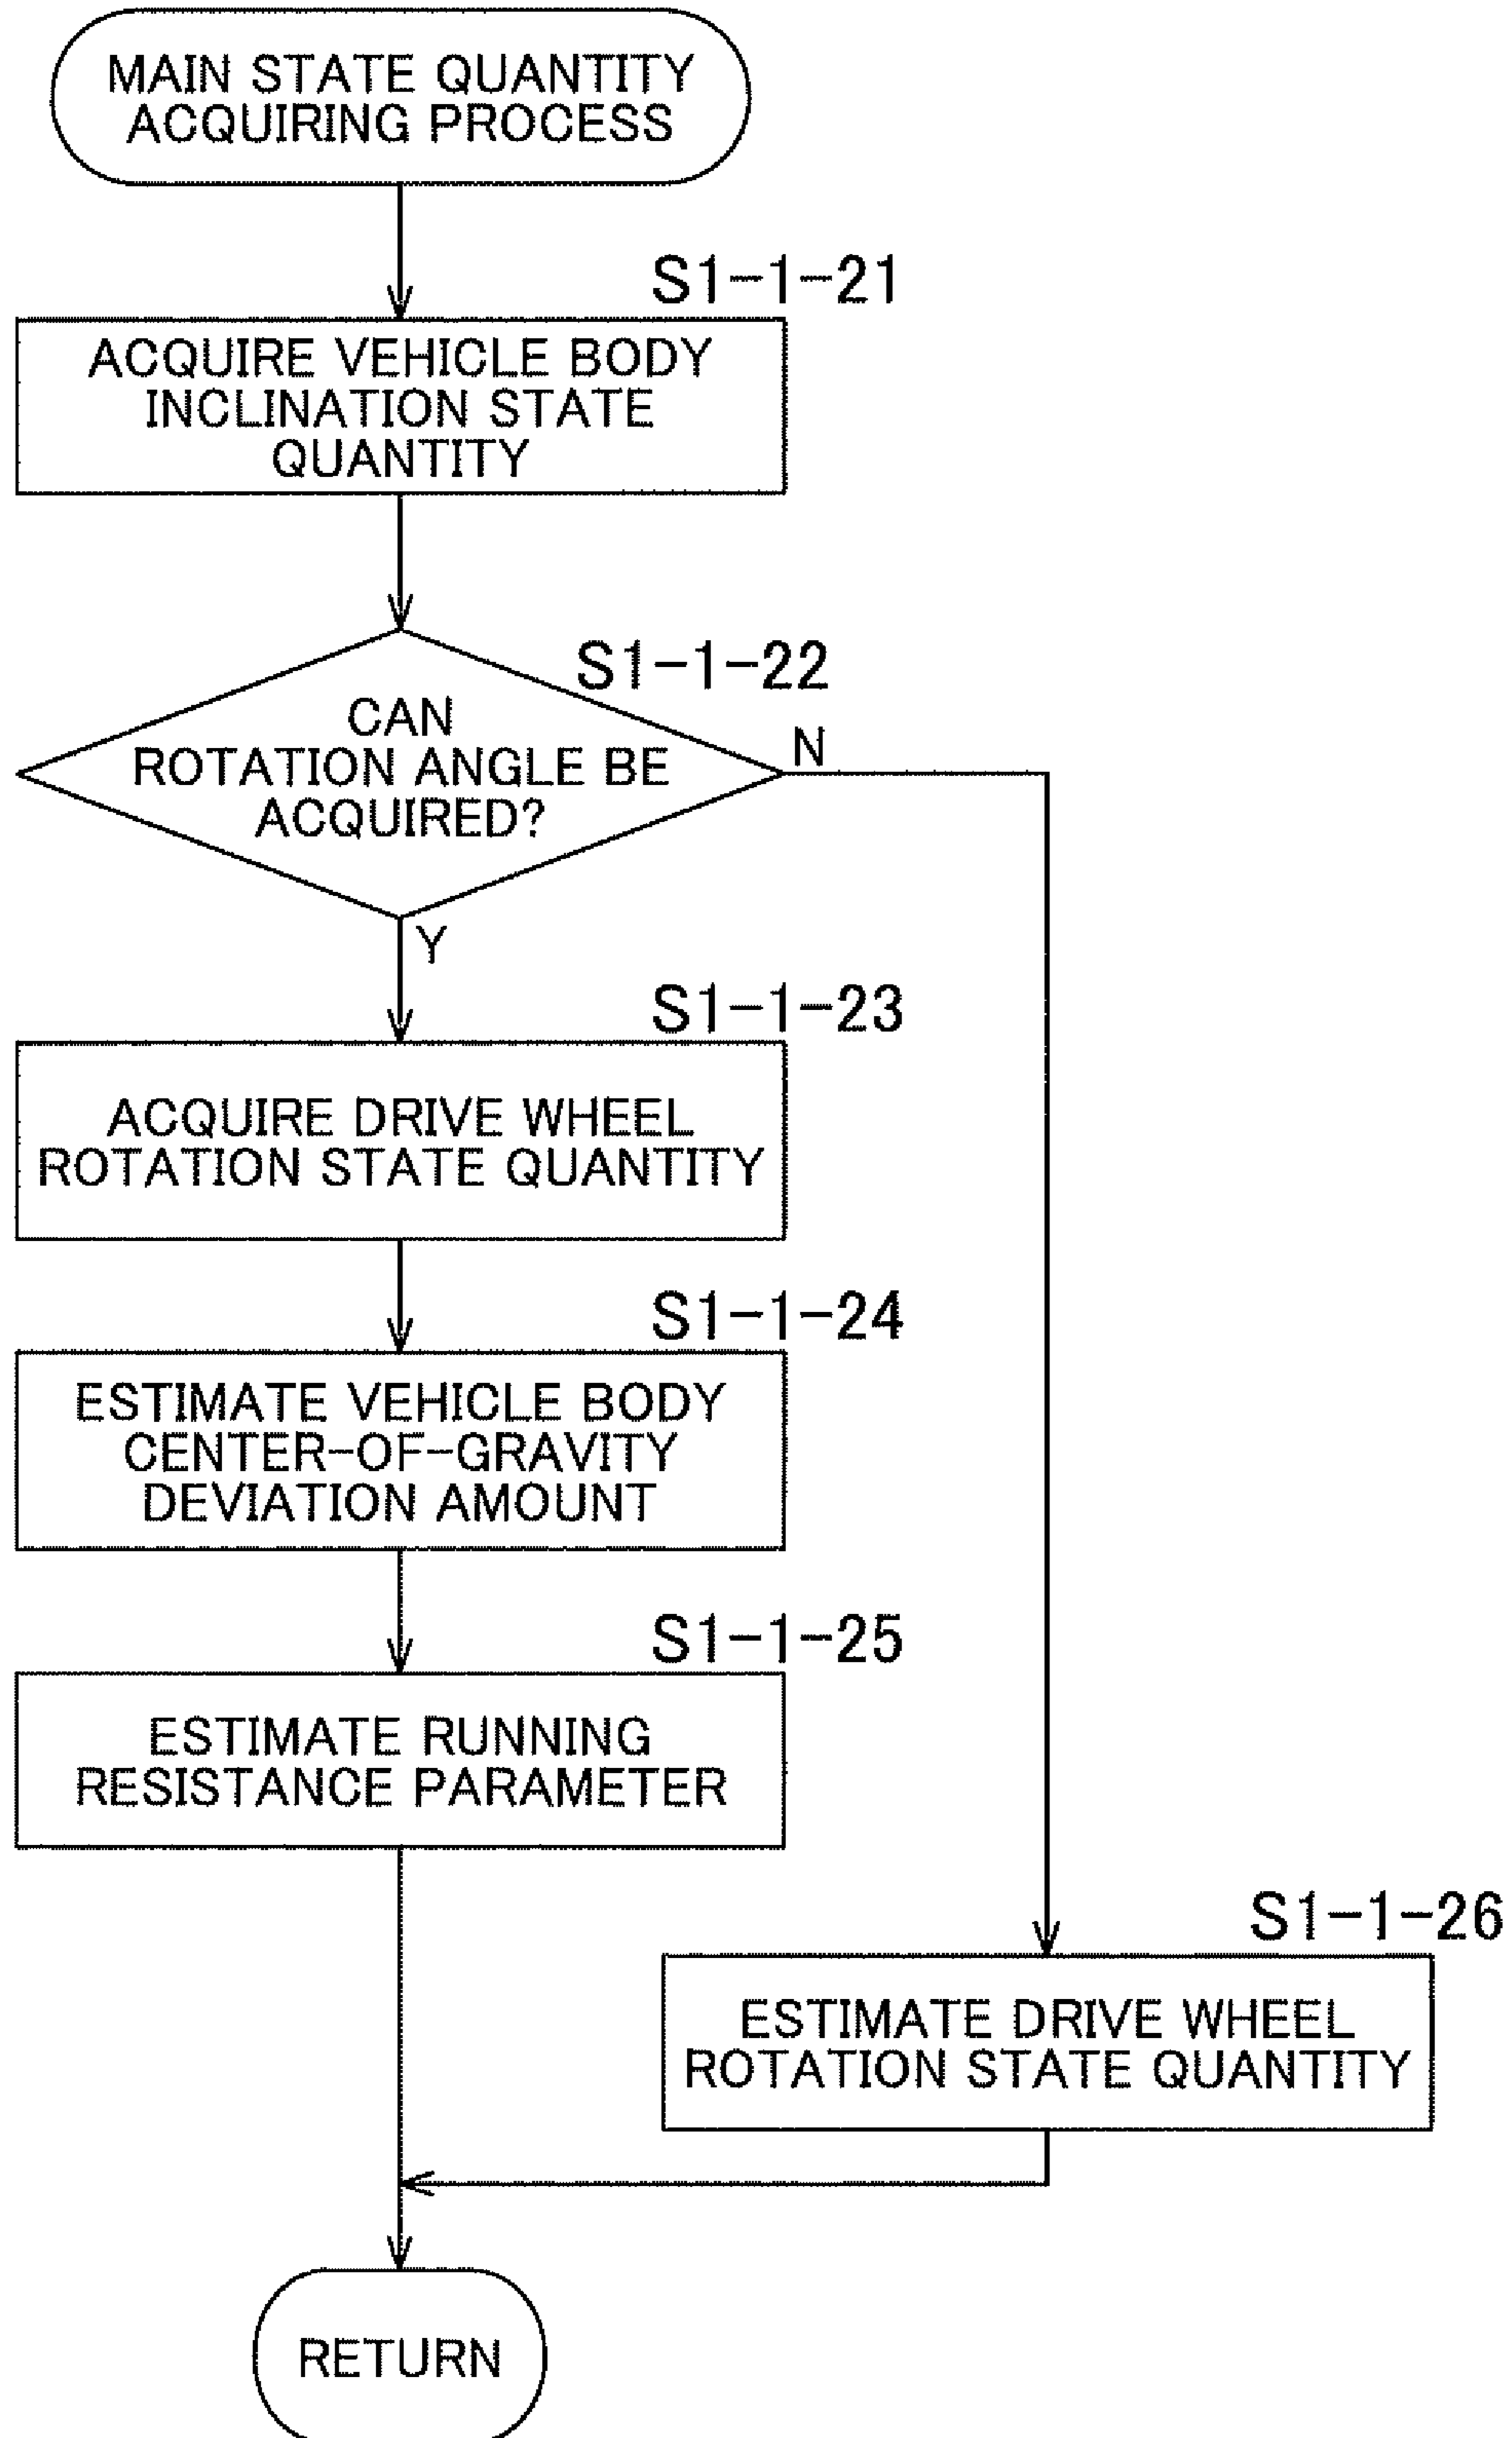 MAIN STATE QUANTITY
ACQUIRING PROCESS
S1-1-21
ACQUIRE VEHICLE BODY
INCLINATION STATE
QUANTITY
S1-1-22
CAN
ROTATION ANGLE BE
ACQUIRED?
N
Y
S1-1-23
ACQUIRE DRIVE WHEEL
ROTATION STATE QUANTITY
S1-1-24
ESTIMATE VEHICLE BODY
CENTER-OF-GRAVITY
DEVIATION AMOUNT
S1-1-25
ESTIMATE RUNNING
RESISTANCE PARAMETER
S1-1-26
ESTIMATE DRIVE WHEEL
ROTATION STATE QUANTITY
RETURN